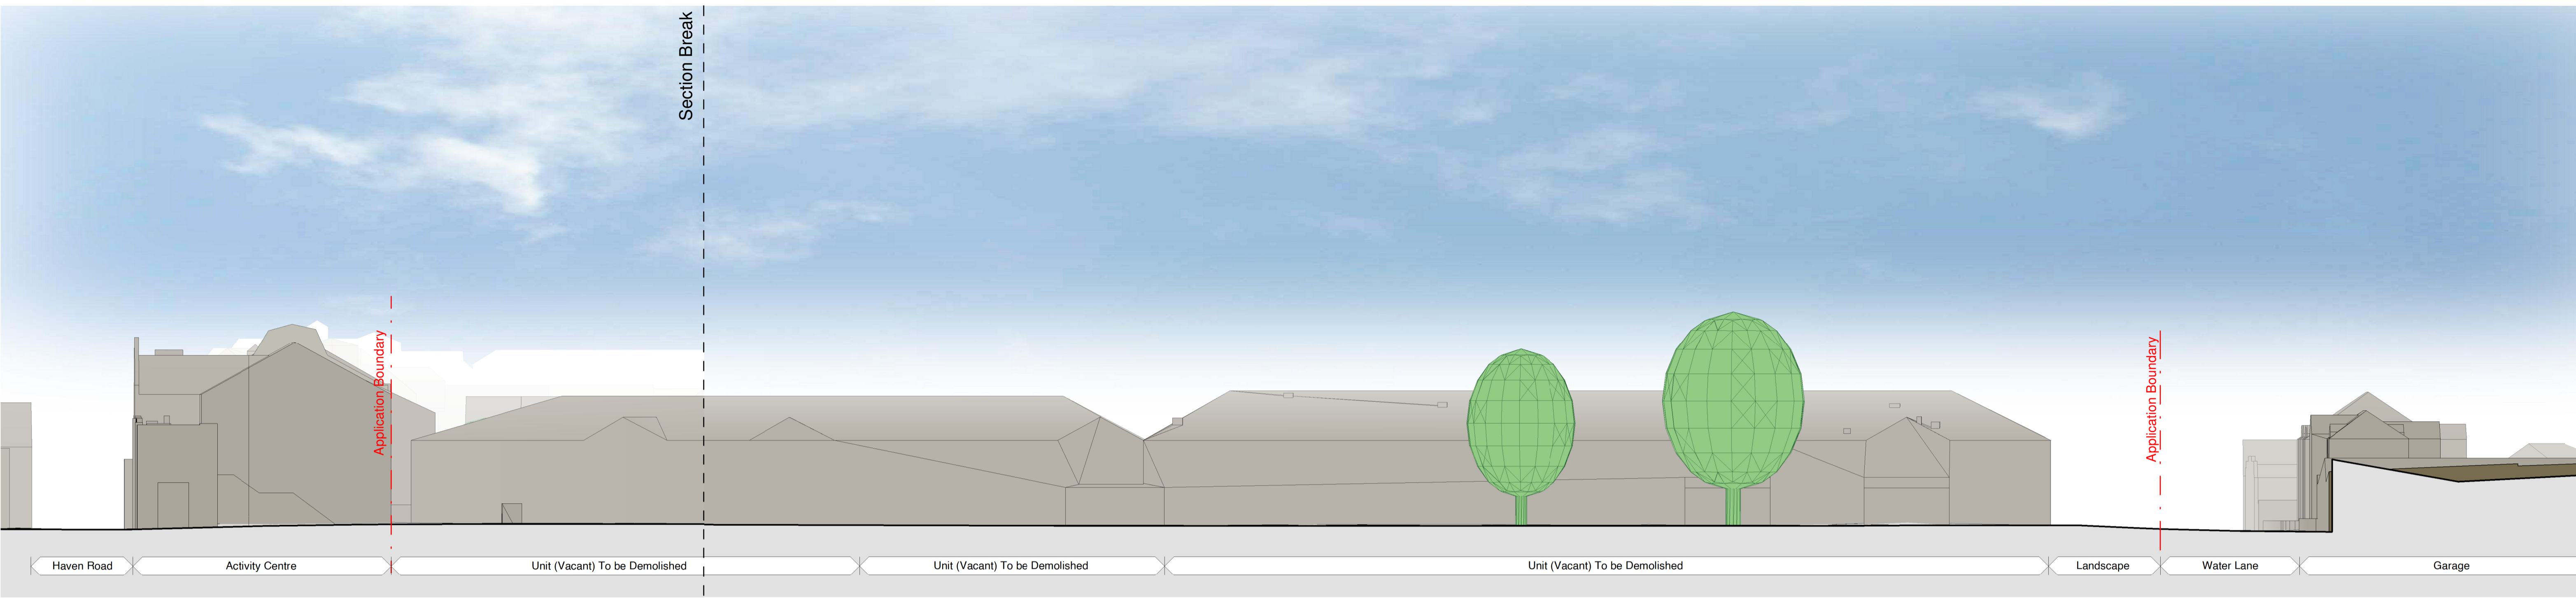 Section Break
Application Boundary
Application Boundary
Haven Road
Activity Centre
Unit (Vacant) To be Demolished
Unit (Vacant) To be Demolished
Unit (Vacant) To be Demolished
Landscape
Water Lane
Garage